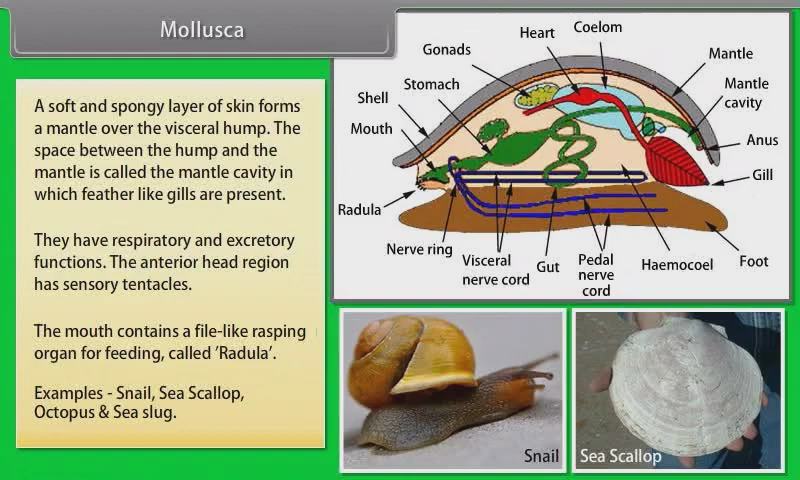 Mollusca
A soft and spongy layer of skin forms
a mantle over the visceral hump. The
space between the hump and the
mantle is called the mantle cavity in
which feather like gills are present.
They have respiratory and excretory
functions. The anterior head region
has sensory tentacles.
The mouth contains a file-like rasping
organ for feeding, called ‘Radula’.
Examples - Snail, Sea Scallop,
Octopus & Sea slug.
Coelom
Heart
Gonads
Mantle
Stomach
Mantle
cavity
Shell
Mouth
Anus
Gill
Radula
Nerve ring
Visceral
nerve cord
Gut
Pedal
nerve
cord
Haemocoel
Foot
Snail
Sea Scallop